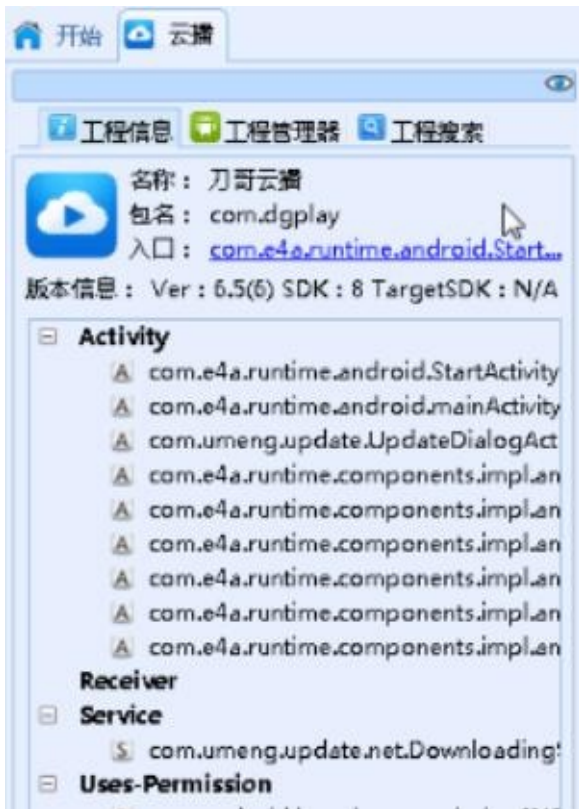 开始 云播
工程信息 工程管理器 工程搜索
名称： 刀哥云播
包名： com.dgplay
入口： com.e4a.runtime.android.Start...
版本信息： Ver : 6.5(6) SDK : 8 TargetSDK : N/A
Activity
A com.e4a.runtime.android.StartActivity
A com.e4a.runtime.android.mainActivity
A com.umeng.update.UpdateDialogAct
A com.e4a.runtime.components.impl.an
A com.e4a.runtime.components.impl.an
A com.e4a.runtime.components.impl.an
A com.e4a.runtime.components.impl.an
A com.e4a.runtime.components.impl.an
A com.e4a.runtime.components.impl.an
Receiver
Service
S com.umeng.update.net.Downloading
Uses-Permission